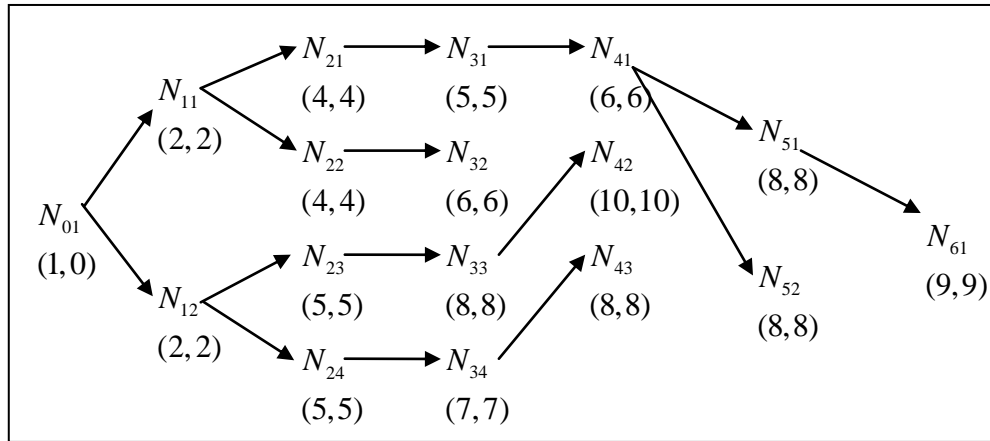 N21 N31 N41
N11 (4,4) (5,5) (6,6)
(2,2) N51
N22 N32 N42 (8,8)
N01 (4,4) (6,6) (10,10)
(1,0) N61
N23 N33 N43 (9,9)
N12 (5,5) (8,8) (8,8) N52
(2,2) (8,8)
N24 N34
(5,5) (7,7)